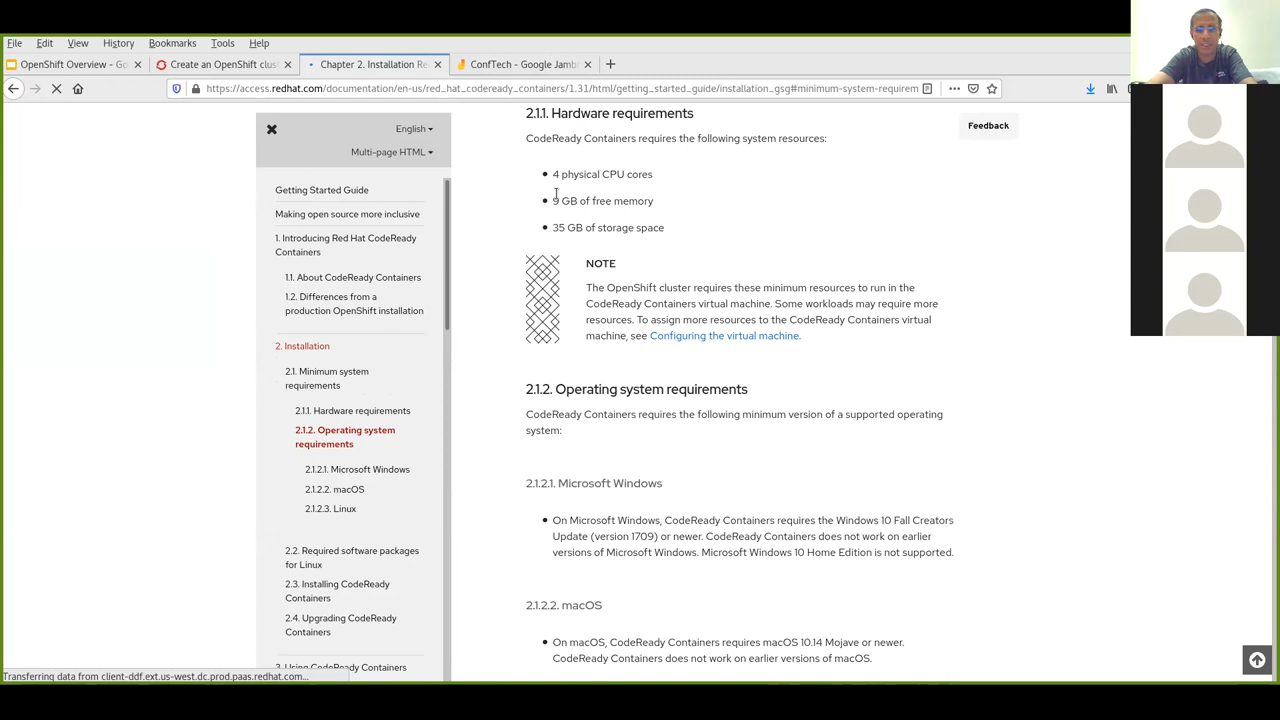 File Edit View History Bookmarks Tools Help
OpenShift Overview - Go
Create an OpenShift clus
Chapter 2. Installation Re
ConfTech - Google Jamb
https://access.redhat.com/documentation/en-us/red_hat_codeready_containers/1.31/html/getting_started_guide/installation_gsg#minimum-system-requirem
English
Multi-page HTML
Getting Started Guide
Making open source more inclusive
1. Introducing Red Hat CodeReady
Containers
1.1. About CodeReady Containers
1.2. Differences from a
production OpenShift environment
2. Installation
2.1. Minimum system
requirements
2.1.1. Hardware requirements
2.1.2. Operating system
requirements
2.1.2.1. Microsoft Windows
2.1.2.2. macOS
2.1.2.3. Linux
2.2. Required software packages
for Linux
2.3. Installing CodeReady
Containers
2.4. Upgrading CodeReady
Containers
3. Using CodeReady Containers
2.1.1. Hardware requirements
CodeReady Containers requires the following system resources:
4 physical CPU cores
9 GB of free memory
35 GB of storage space
NOTE
The OpenShift cluster requires these minimum resources to run in the
CodeReady Containers virtual machine. Some workloads may require more
resources. To assign more resources to the CodeReady Containers virtual
machine, see Configuring the virtual machine.
2.1.2. Operating system requirements
CodeReady Containers requires the following minimum version of a supported operating
system:
2.1.2.1. Microsoft Windows
On Microsoft Windows, CodeReady Containers requires the Windows 10 Fall Creators
Update (version 1709) or newer. CodeReady Containers does not work on earlier
versions of Microsoft Windows. Microsoft Windows 10 Home Edition is not supported.
2.1.2.2. macOS
On macOS, CodeReady Containers requires macOS 10.14 Mojave or newer.
CodeReady Containers does not work on earlier versions of macOS.
Feedback
Transferring data from client-ddf.ext.us-west.dc.prod.paas.redhat.com...